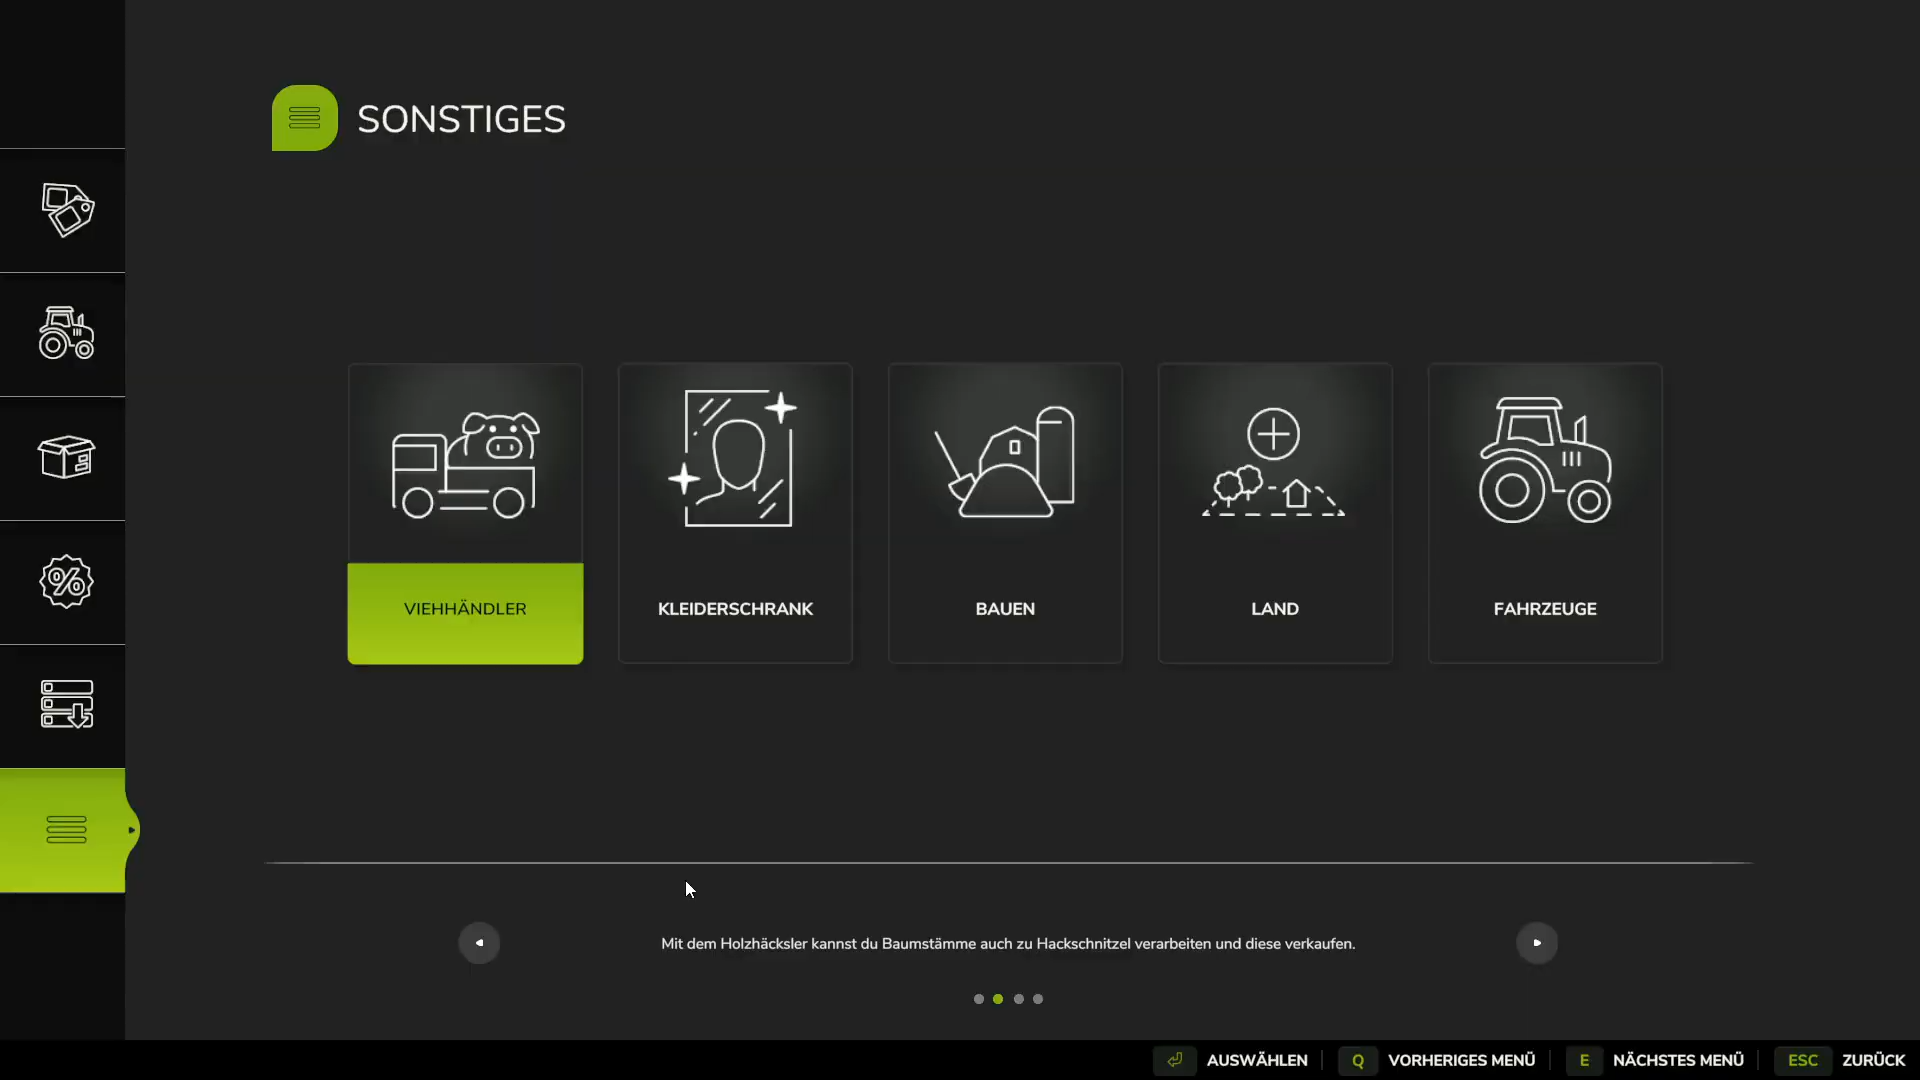 SONSTIGES
VIEHHÄNDLER
KLEIDERSCHRANK
BAUEN
LAND
FAHRZEUGE
Mit dem Holzhäcksler kannst du Baumstämme auch zu Hackschnitzel verarbeiten und diese verkaufen.
AUSWÄHLEN Q VORHERIGES MENÜ E NÄCHSTES MENÜ ESC ZURÜCK